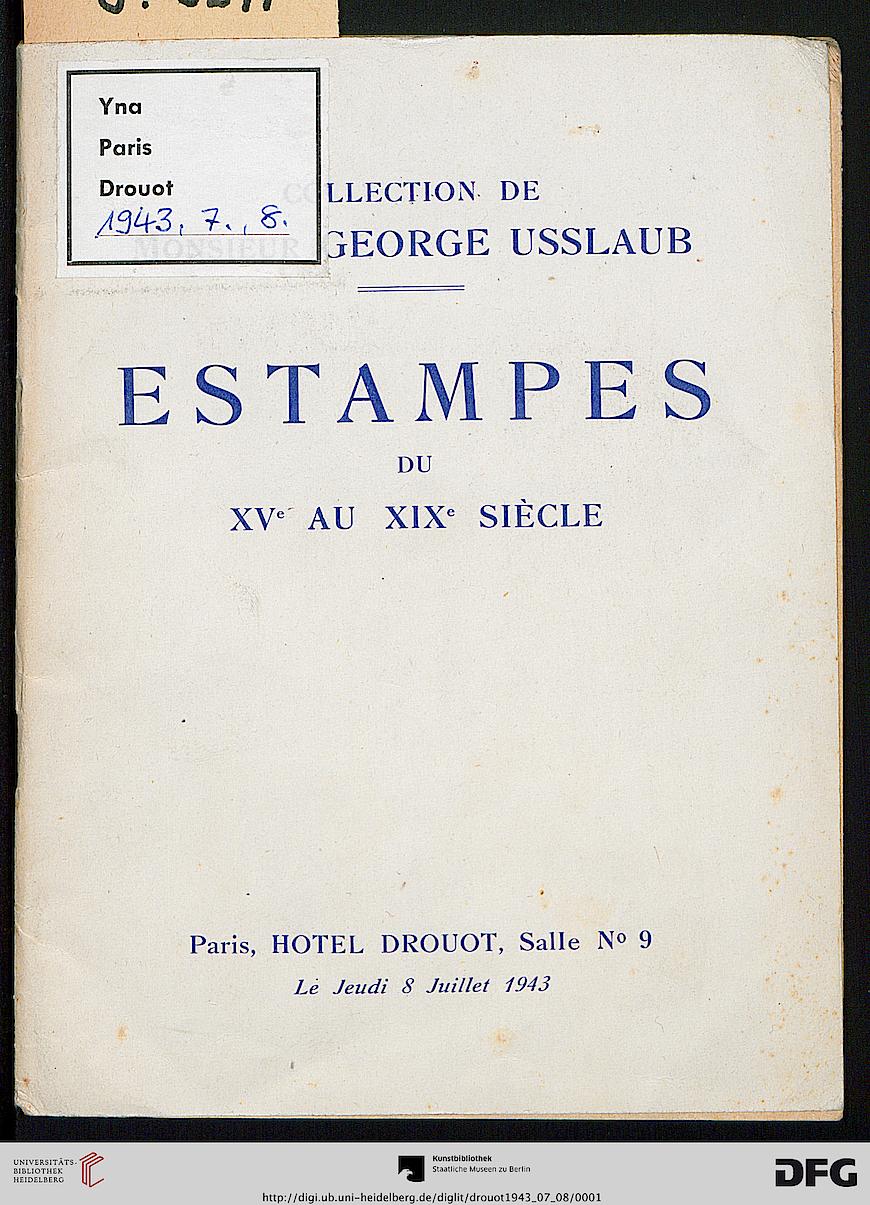 Yna
Paris
Drouot
1943. 7., 8.
COLLECTION DE
MONSIEUR GEORGE USSLAUB
ESTAMPES
DU
XVe AU XIXe SIÈCLE
Paris, HOTEL DROUOT, Salle No 9
Le Jeudi 8 Juillet 1943
UNIVERSITÄTS-
BIBLIOTHEK
HEIDELBERG
Kunstbibliothek
Staatliche Museen zu Berlin
DFG
http://digi.ub.uni-heidelberg.de/diglit/drouot1943_07_08/0001